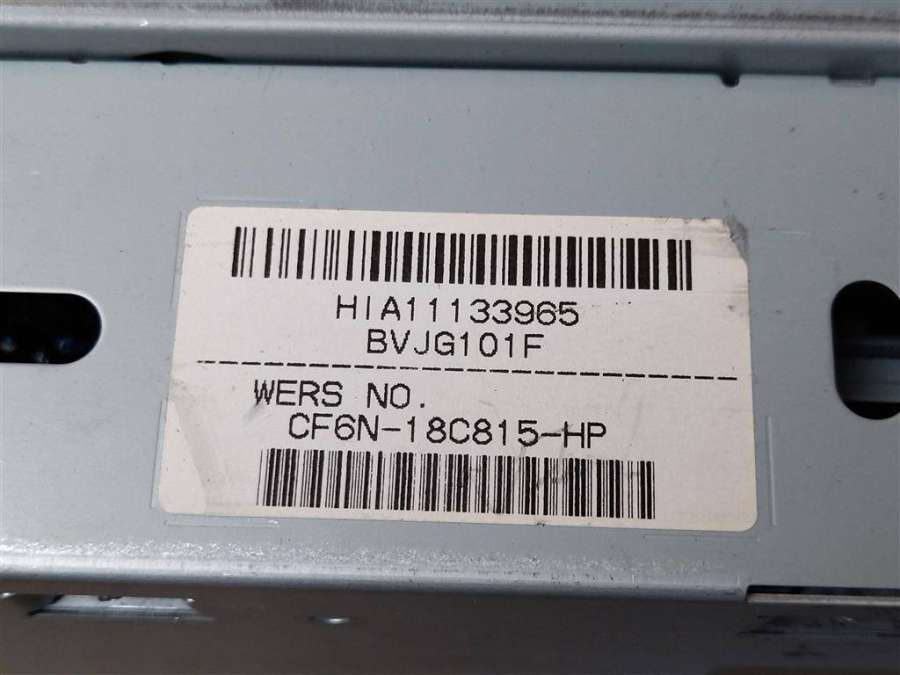 HIA11133965
BVJG101F
WERS NO.
CF6N-18C815-HP